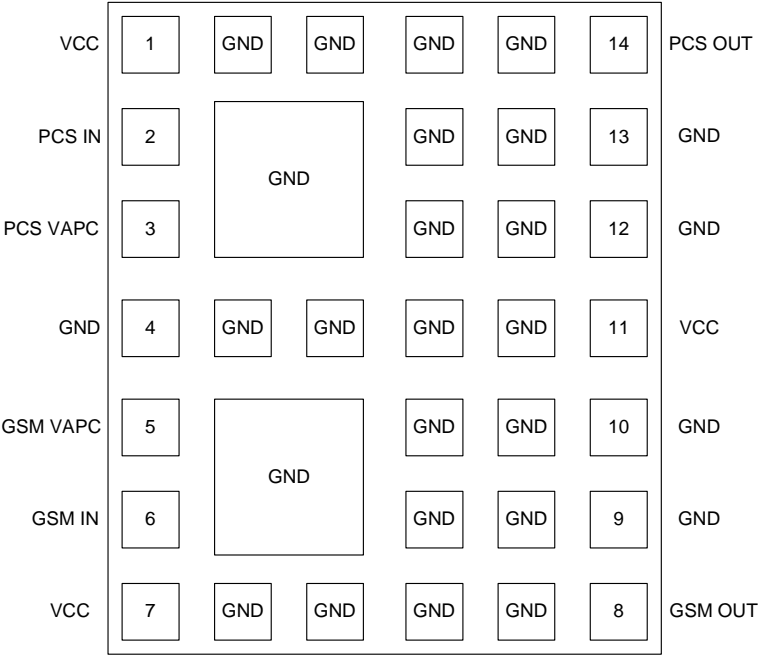 VCC 1 GND GND GND GND 14 PCS OUT
PCS IN 2 GND GND 13 GND
GND
PCS VAPC 3 GND GND 12 GND
GND 4 GND GND GND GND 11 VCC
GSM VAPC 5 GND GND 10 GND
GND
GSM IN 6 GND GND 9 GND
VCC 7 GND GND GND GND 8 GSM OUT